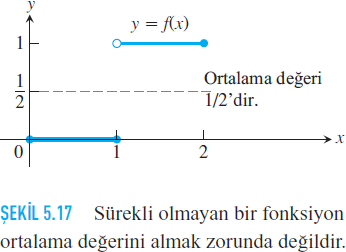 y
y = f(x)
1
1/2
Ortalama değeri
1/2’dir.
0
1
2
x
ŞEKİL 5.17 Sürekli olmayan bir fonksiyon
ortalama değerini almak zorunda değildir.